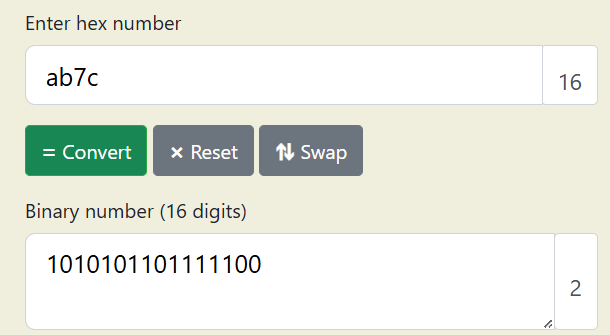 Enter hex number
ab7c 16
= Convert × Reset Swap
Binary number (16 digits)
1010101101111100
2